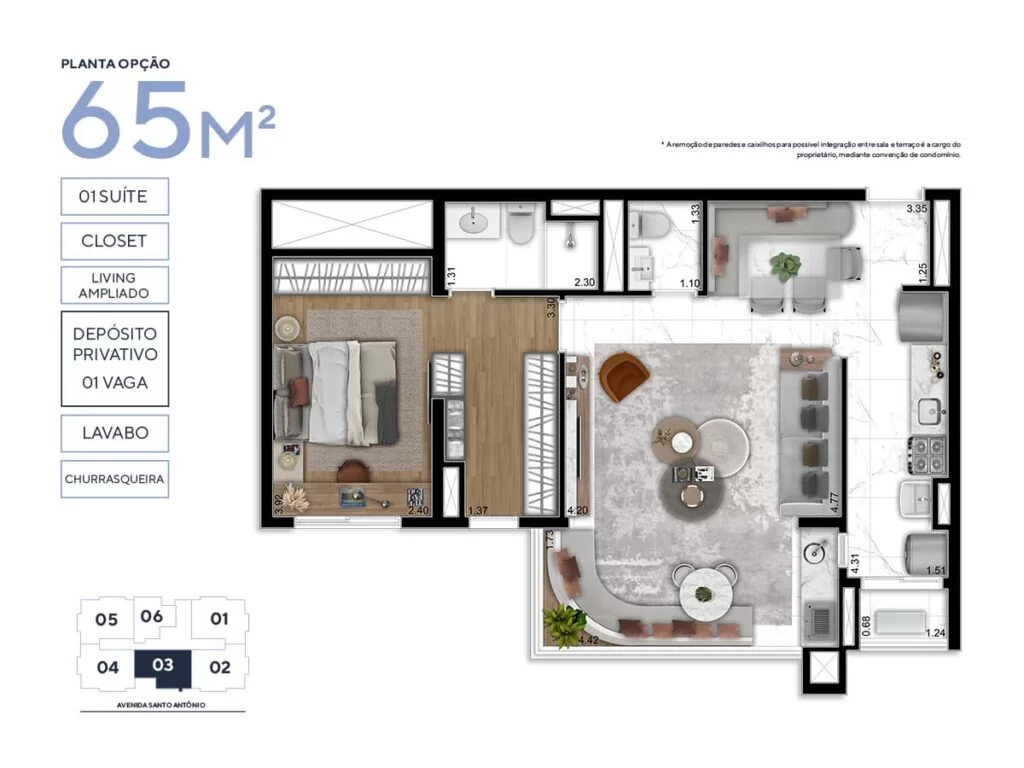 PLANTA OPÇÃO
65M²
* A remoção de paredes e caixilhos para possivel integração entre sala e terraço é a cargo do
proprietário, mediante convenção de condomínio.
01 SUÍTE
CLOSET
LIVING
AMPLIADO
DEPÓSITO
PRIVATIVO
01 VAGA
LAVABO
CHURRASQUEIRA
1.31
2.30
1.33
1.10
3.35
1.25
3.30
3.92
2.40
1.37
4.20
4.77
1.73
4.42
4.31
1.51
0.68
1.24
05
06
01
04
03
02
AVENIDA SANTO ANTÔNIO